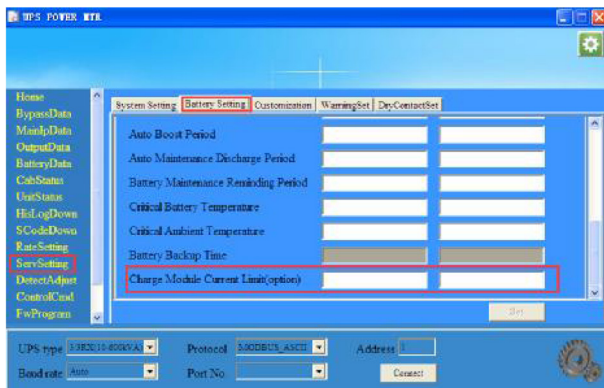 UPS POWER MTR
Home
BypassData
MainIpData
OutputData
BatteryData
CabStatus
UnitStatus
HisLogDown
SCodeDown
RateSetting
ServSetting
DetectAdjust
ControlCmd
FwProgram
System Setting Battery Setting Customization WarningSet DryContactSet
Auto Boost Period
Auto Maintenance Discharge Period
Battery Maintenance Reminding Period
Critical Battery Temperature
Critical Ambient Temperature
Battery Backup Time
Charge Module Current Limit(option)
Set
UPS type Protocol MODBUS_ASCII Address 1
Baud rate Auto Port No. Connect